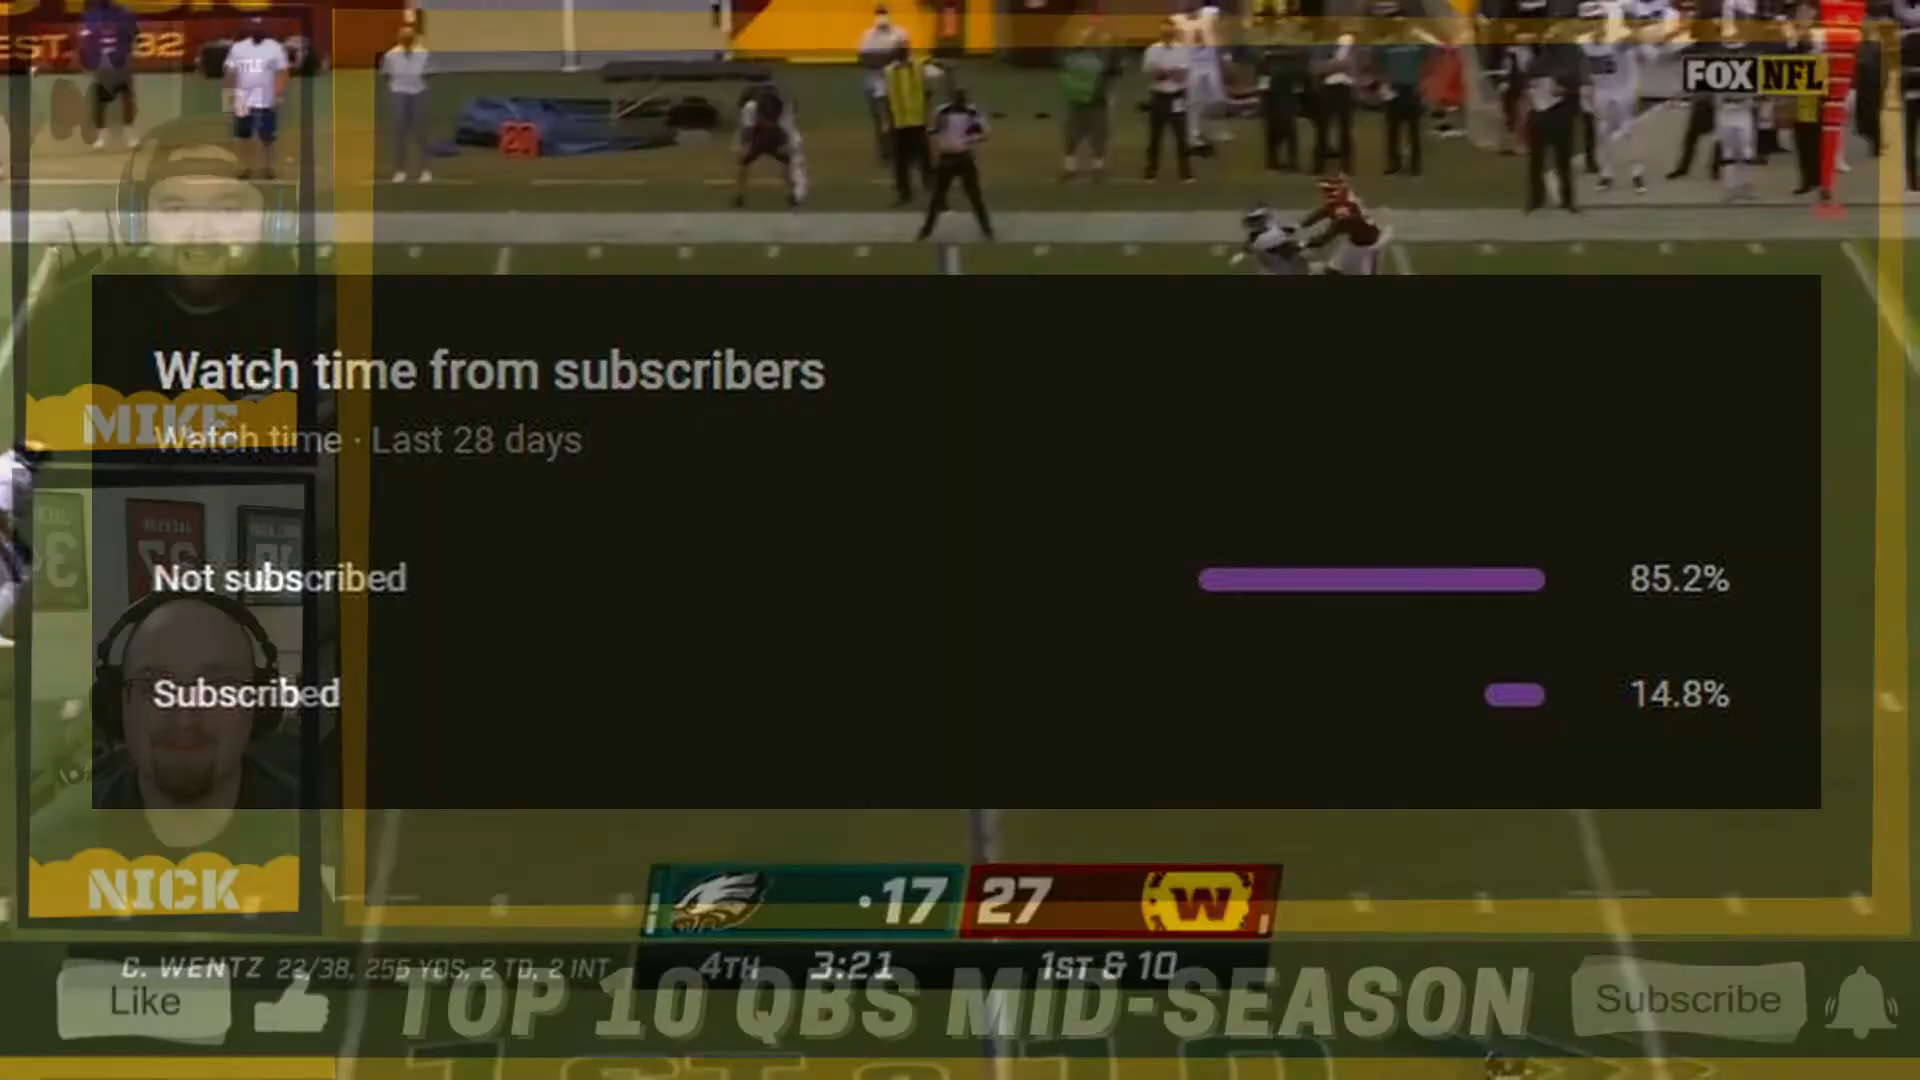 EST. 32
FOX NFL
TLE
Watch time from subscribers
MIKE
Watch time · Last 28 days
Not subscribed
85.2%
Subscribed
14.8%
NICK
17
27
W
C. WENTZ 22/38, 255 YDS, 2 TD, 2 INT
4TH 3:21 1ST & 10
Like
TOP 10 QBS MID-SEASON
Subscribe